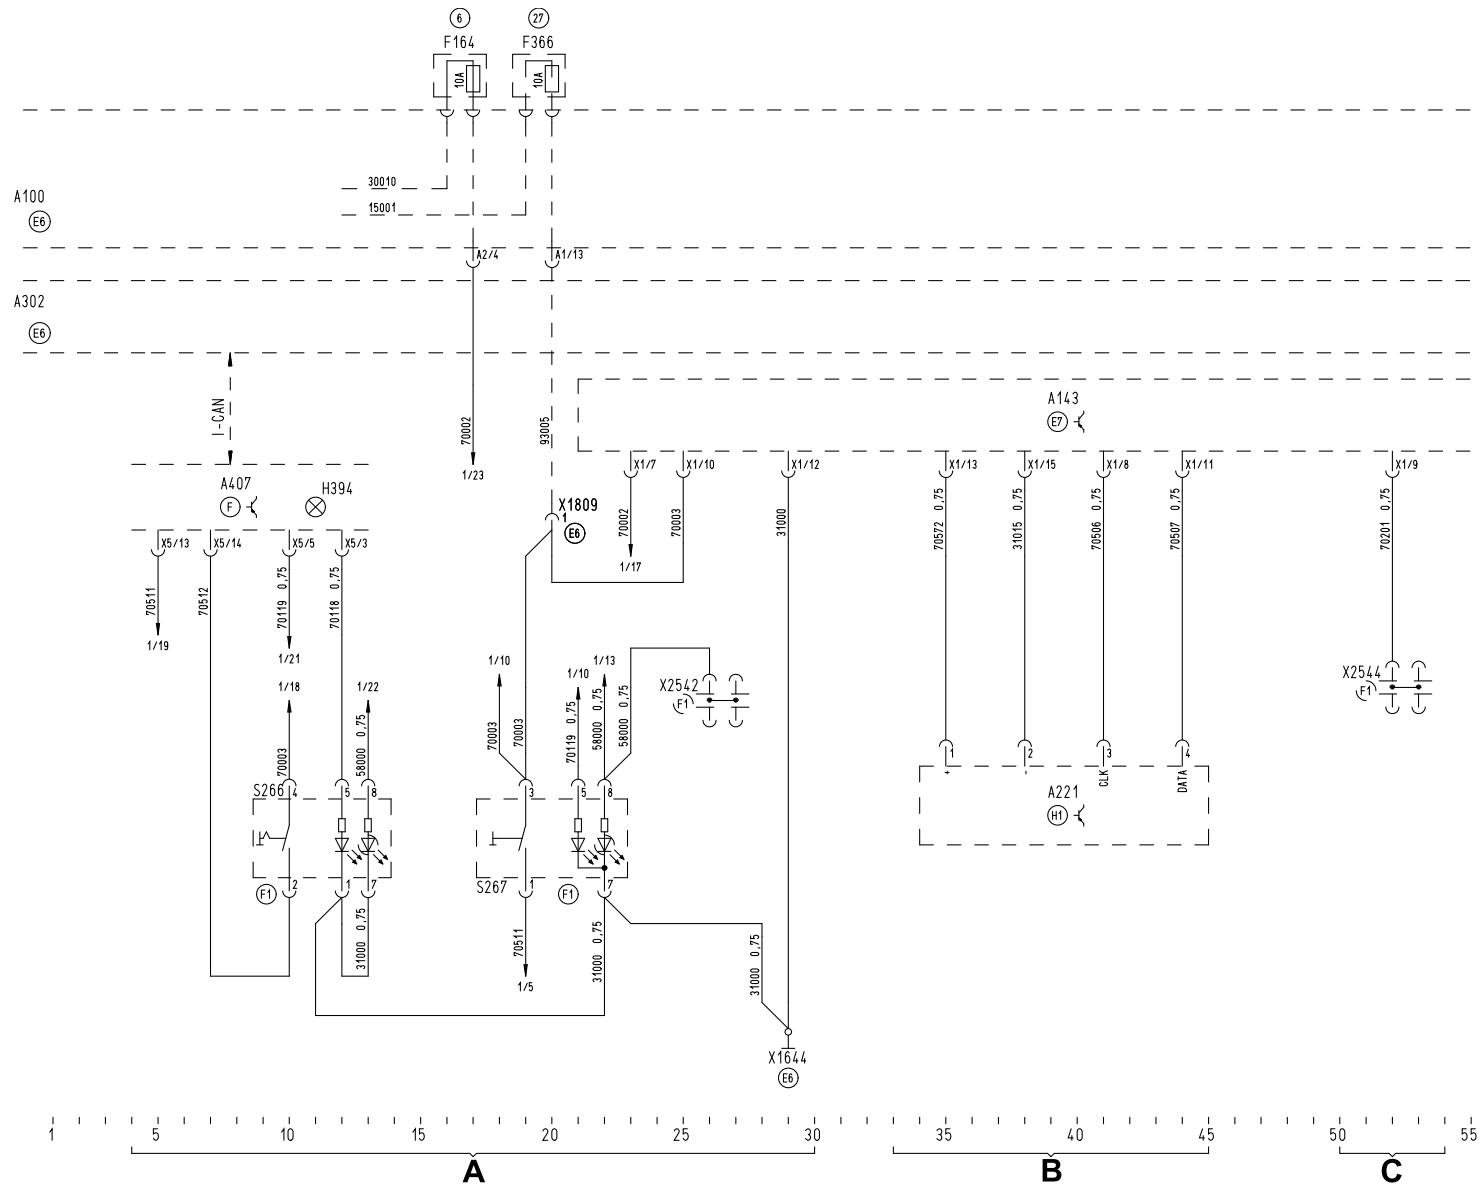 6 27
F164 F366
10A 10A
30010
A100
15001
E6
A2/4 A1/13
A302
E6
A143
I-CAN
E7
70002 93005
X1/7 X1/10 X1/12 X1/13 X1/15 X1/8 X1/11 X1/9
1/23
A407 H394
F
X1809
1
E6
70002 70003 31000 70572 0,75 31015 0,75 70506 0,75 70507 0,75 70201 0,75
X5/13 X5/14 X5/5 X5/3
1/17
70511 70512 70119 0,75 70118 0,75
1/19
1/21 1/10 1/10 1/13
X2542 X2544
F1 F1
1/18 1/22
70003 58000 0,75 70003 70003 70119 0,75 58000 0,75 58000 0,75
1 2 3 4
+ - CLK DATA
S266 4 5 8 3 5 8
A221
H1
2 1 7 S267 1 7
F1 F1
31000 0,75 70511 31000 0,75 31000 0,75
1/5
X1644
E6
1 5 10 15 20 25 30 35 40 45 50 55
A B C